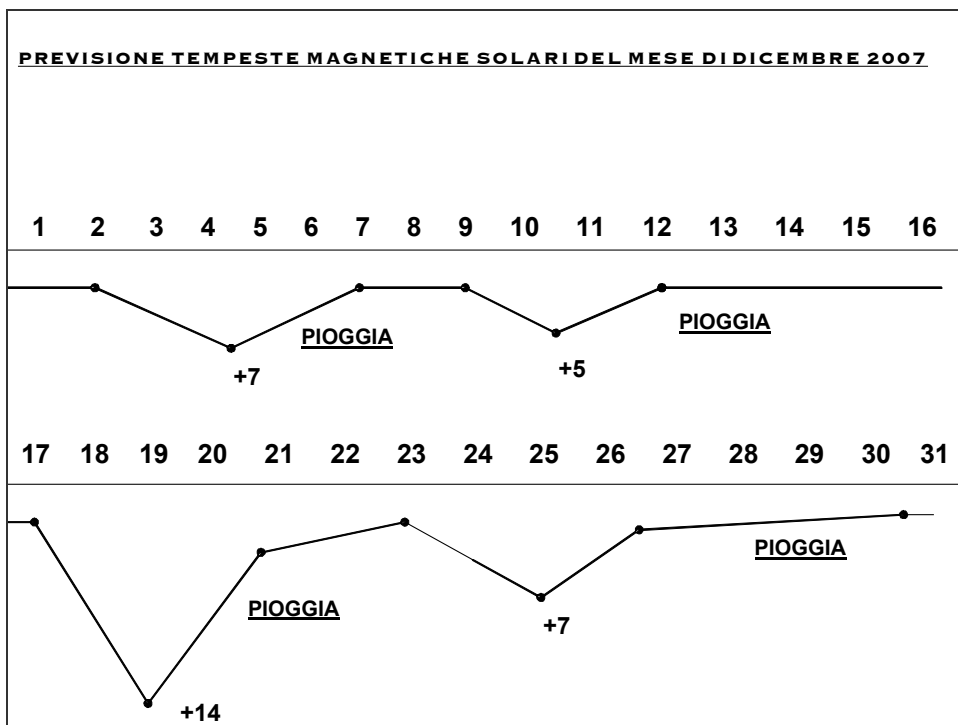 PREVISIONE TEMPESTE MAGNETICHE SOLARI DEL MESE DI DICEMBRE 2007
1 2 3 4 5 6 7 8 9 10 11 12 13 14 15 16
PIOGGIA PIOGGIA
+7 +5
17 18 19 20 21 22 23 24 25 26 27 28 29 30 31
PIOGGIA
PIOGGIA
+7
+14